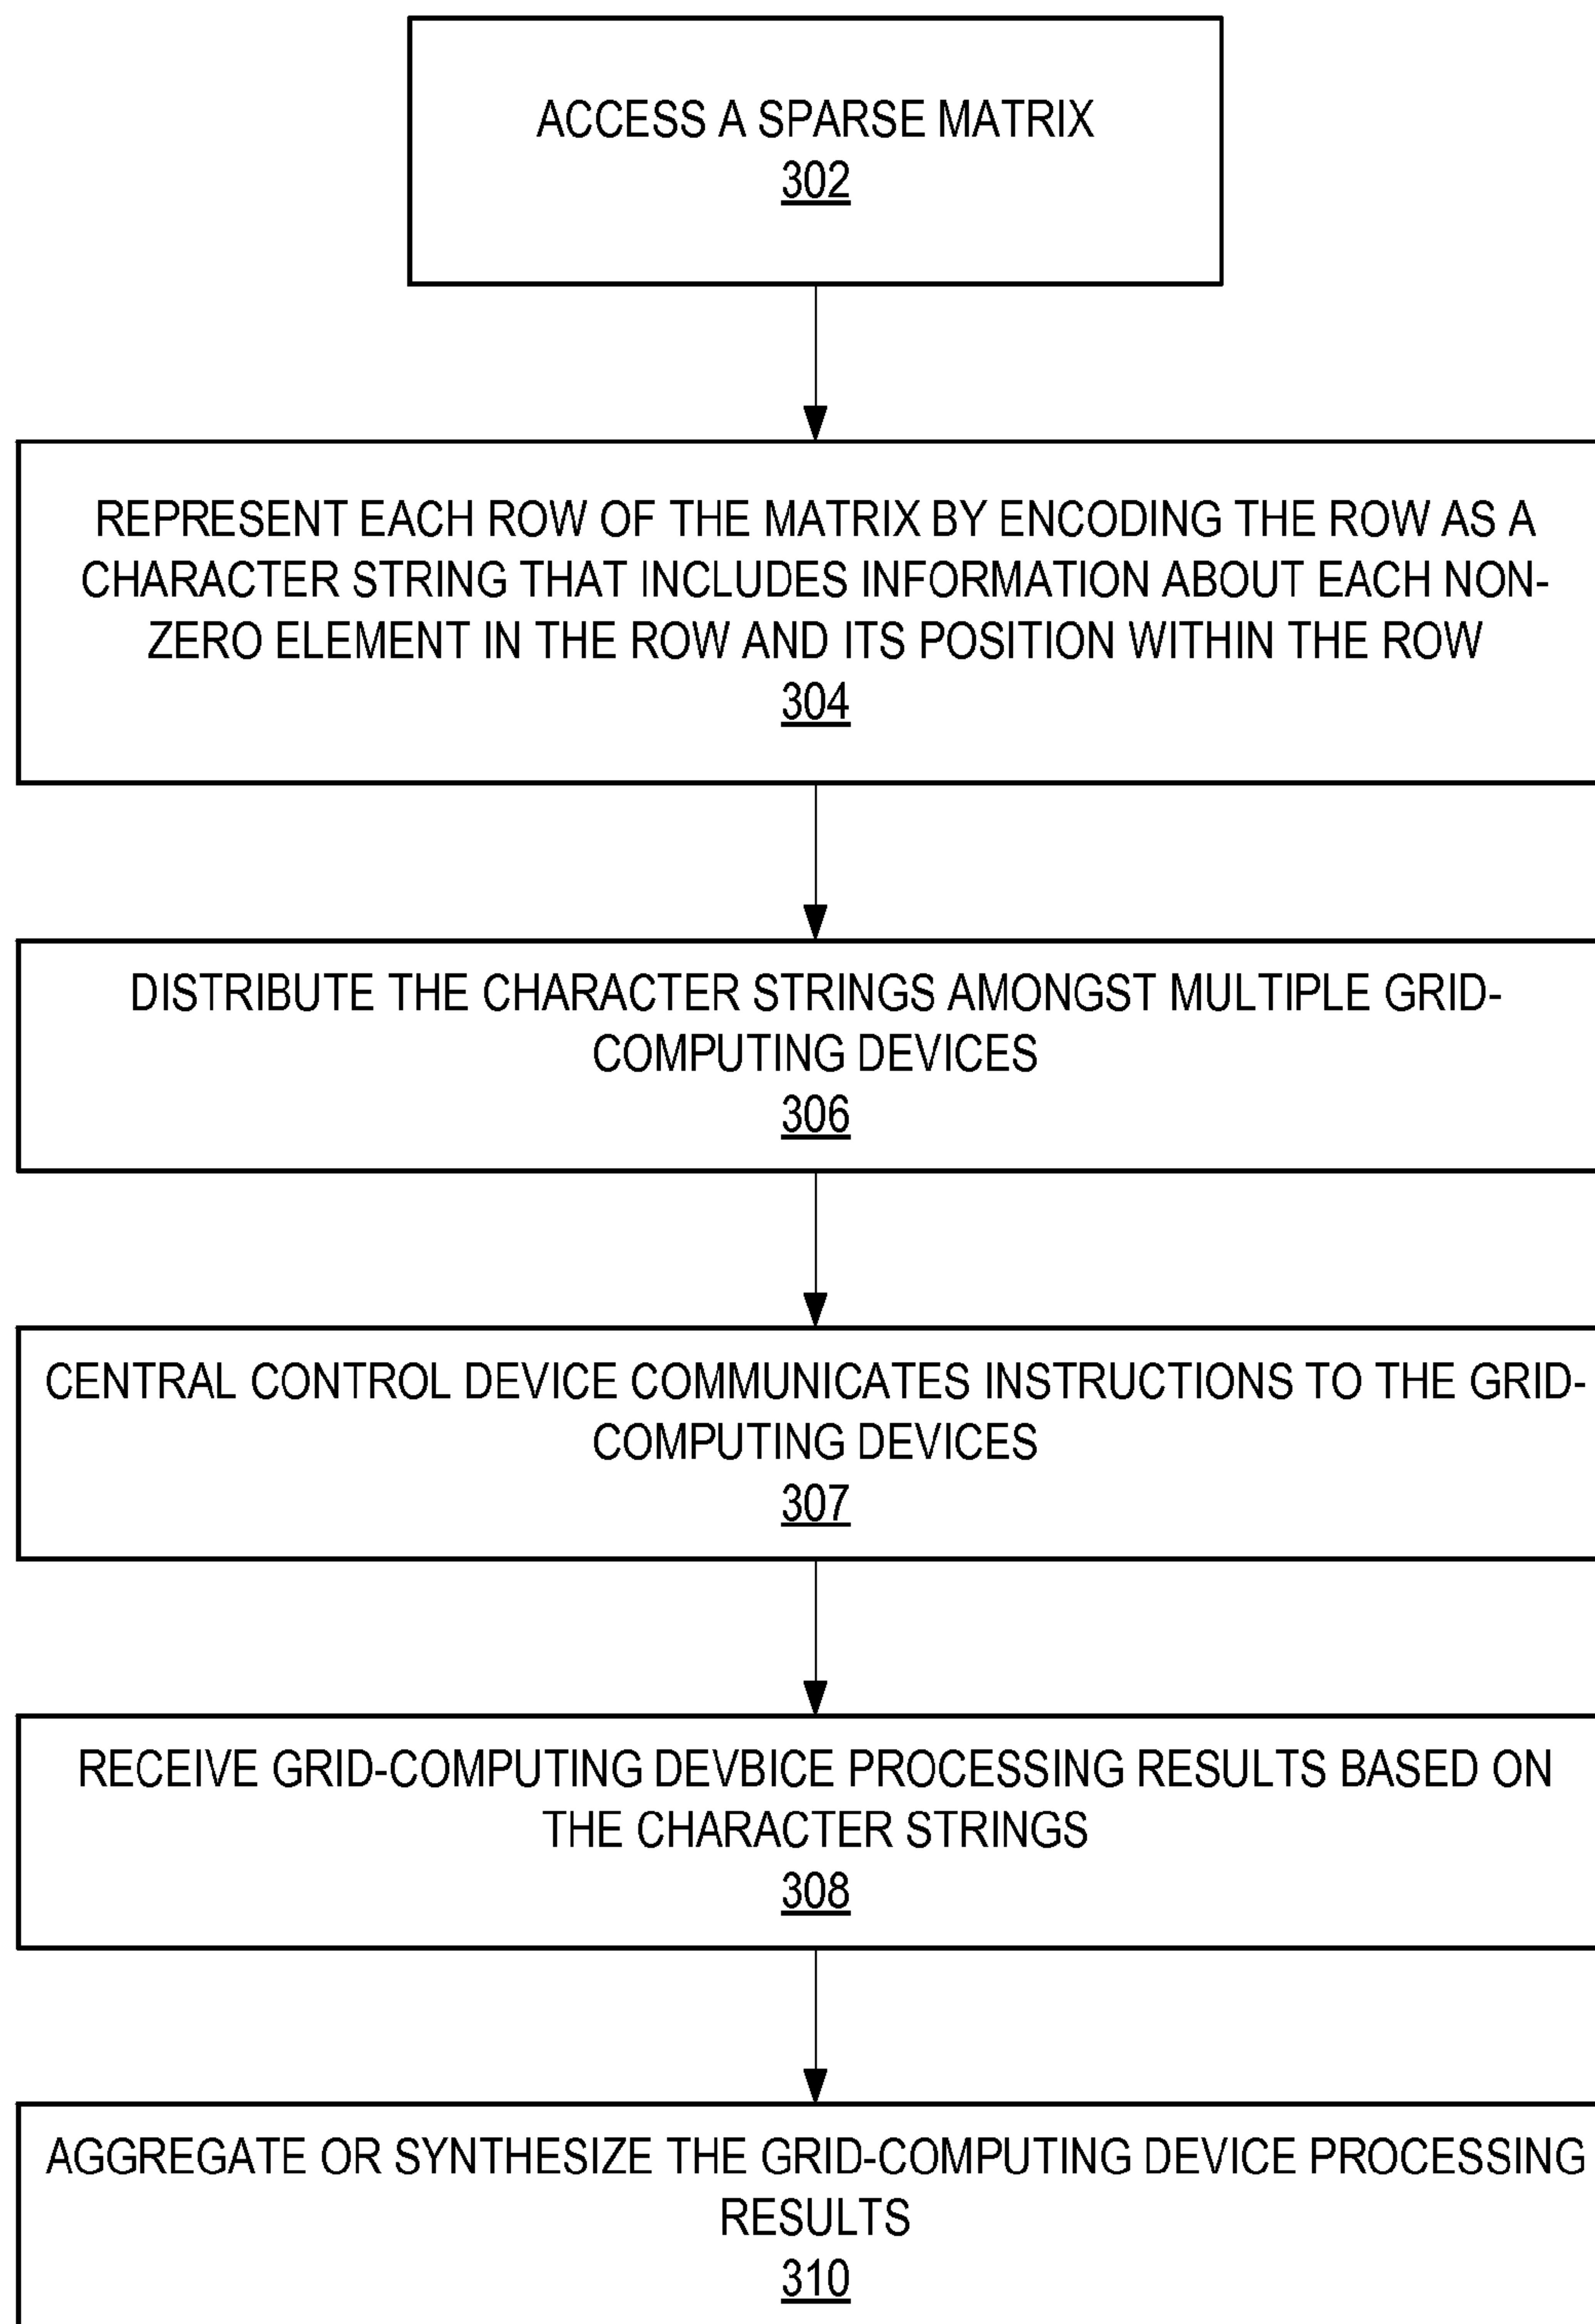 ACCESS A SPARSE MATRIX
302
REPRESENT EACH ROW OF THE MATRIX BY ENCODING THE ROW AS A
CHARACTER STRING THAT INCLUDES INFORMATION ABOUT EACH NON-
ZERO ELEMENT IN THE ROW AND ITS POSITION WITHIN THE ROW
304
DISTRIBUTE THE CHARACTER STRINGS AMONGST MULTIPLE GRID-
COMPUTING DEVICES
306
CENTRAL CONTROL DEVICE COMMUNICATES INSTRUCTIONS TO THE GRID-
COMPUTING DEVICES
307
RECEIVE GRID-COMPUTING DEVBICE PROCESSING RESULTS BASED ON
THE CHARACTER STRINGS
308
AGGREGATE OR SYNTHESIZE THE GRID-COMPUTING DEVICE PROCESSING
RESULTS
310